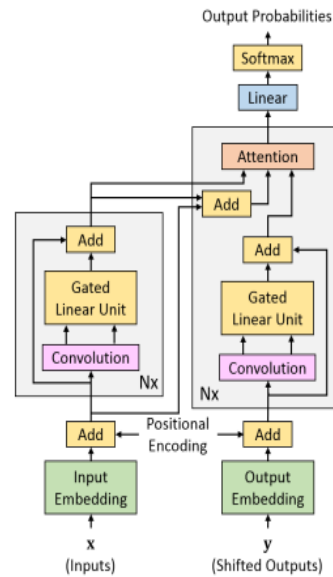 Output Probabilities
Softmax
Linear
Attention
Add
Add
Add
Gated
Linear Unit
Gated
Linear Unit
Convolution
Convolution
Nx
Nx
Add
Positional
Encoding
Add
Input
Embedding
Output
Embedding
x
(Inputs)
y
(Shifted Outputs)